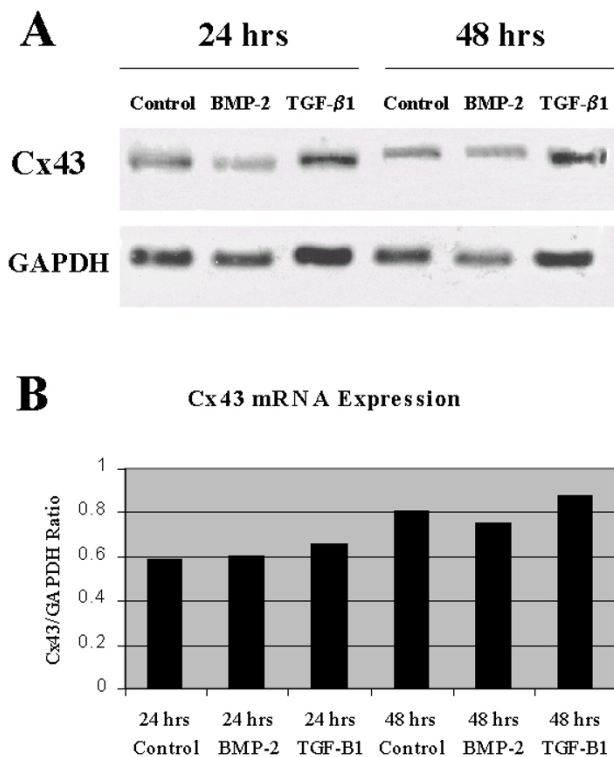 A
24 hrs 48 hrs
Control BMP-2 TGF-β1 Control BMP-2 TGF-β1
Cx43
GAPDH
B
Cx43 mRNA Expression
Cx43/GAPDH Ratio
1
0.8
0.6
0.4
0.2
0
24 hrs 24 hrs 24 hrs 48 hrs 48 hrs 48 hrs
Control BMP-2 TGF-B1 Control BMP-2 TGF-B1